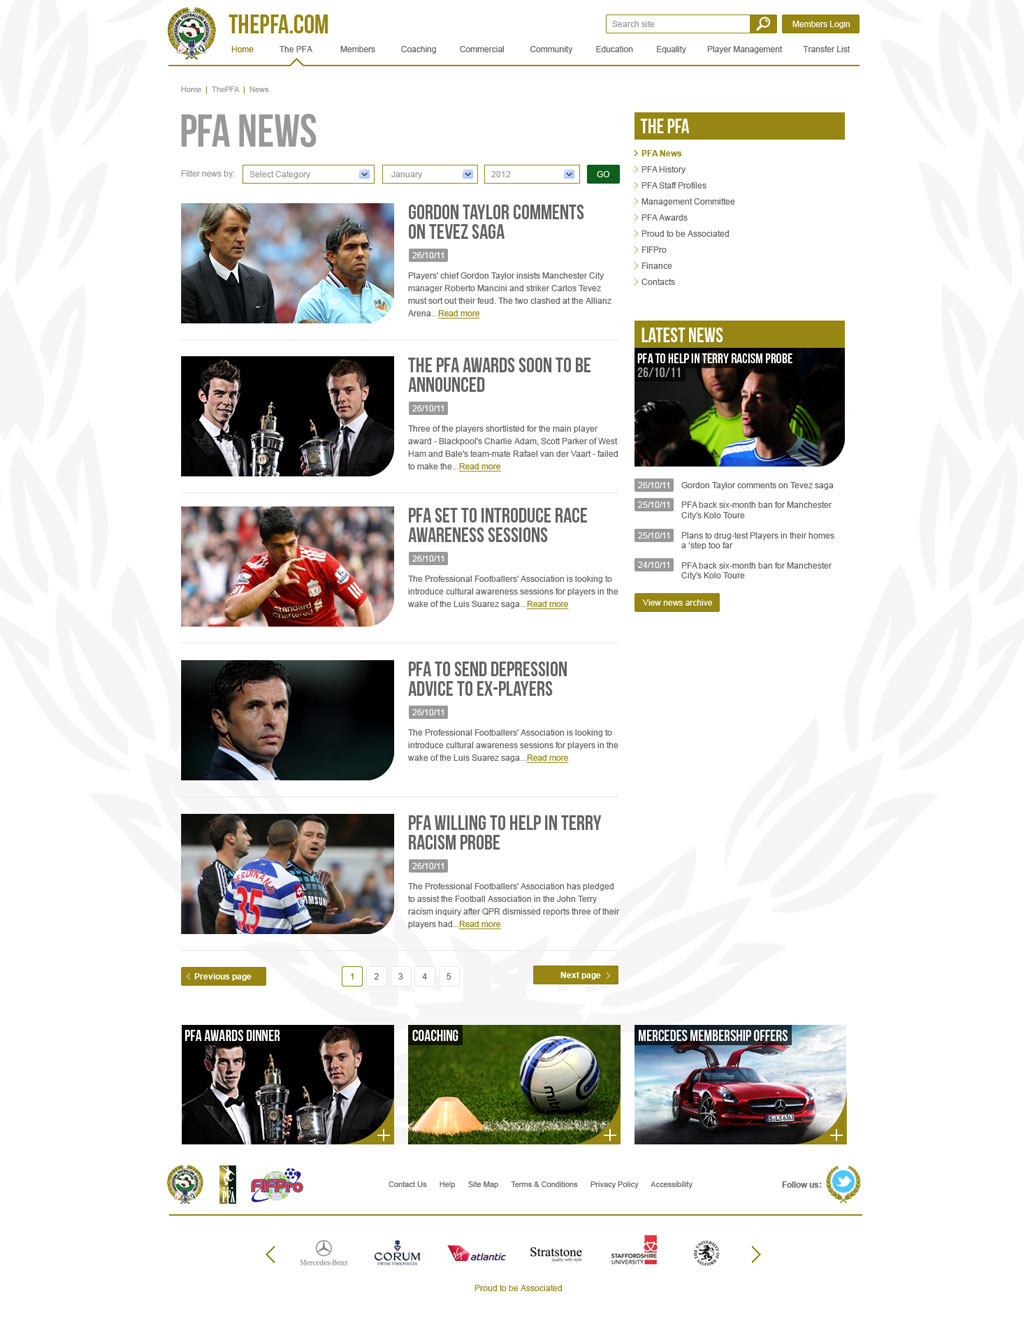 THEPFA.COM
Search site
Members Login
Home The PFA Members Coaching Commercial Community Education Equality Player Management Transfer List
Home | ThePFA | News
PFA NEWS
Filter news by: Select Category January 2012 GO
GORDON TAYLOR COMMENTS
ON TEVEZ SAGA
26/10/11
Players' chief Gordon Taylor insists Manchester City
manager Roberto Mancini and striker Carlos Tevez
must sort out their feud. The two clashed at the Allianz
Arena...Read more
THE PFA AWARDS SOON TO BE
ANNOUNCED
26/10/11
Three of the players shortlisted for the main player
award - Blackpool's Charlie Adam, Scott Parker of West
Ham and Bale's team-mate Rafael van der Vaart - failed
to make the...Read more
PFA SET TO INTRODUCE RACE
AWARENESS SESSIONS
26/10/11
The Professional Footballers' Association is looking to
introduce cultural awareness sessions for players in the
wake of the Luis Suarez saga...Read more
Standard
Chartered
PFA TO SEND DEPRESSION
ADVICE TO EX-PLAYERS
26/10/11
The Professional Footballers' Association is looking to
introduce cultural awareness sessions for players in the
wake of the Luis Suarez saga...Read more
PFA WILLING TO HELP IN TERRY
RACISM PROBE
26/10/11
The Professional Footballers' Association has pledged
to assist the Football Association in the John Terry
racism inquiry after QPR dismissed reports three of their
players had...Read more
FERDINAND
35
SAMSUNG
Previous page
1 2 3 4 5
Next page
THE PFA
PFA News
PFA History
PFA Staff Profiles
Management Committee
PFA Awards
Proud to be Associated
FIFPro
Finance
Contacts
LATEST NEWS
PFA TO HELP IN TERRY RACISM PROBE
26/10/11
26/10/11 Gordon Taylor comments on Tevez saga
25/10/11 PFA back six-month ban for Manchester
City's Kolo Toure
25/10/11 Plans to drug-test Players in their homes
a 'step too far
24/10/11 PFA back six-month ban for Manchester
City's Kolo Toure
View news archive
PFA AWARDS DINNER
COACHING
mitre
MERCEDES MEMBERSHIP OFFERS
FIFPro
Contact Us Help Site Map Terms & Conditions Privacy Policy Accessibility
Follow us:
Mercedes-Benz
CORUM
SWISS TIMEPIECES
Virgin atlantic
Stratstone
quality with style
STAFFORDSHIRE
UNIVERSITY
THE UNIVERSITY OF SALFORD
Proud to be Associated